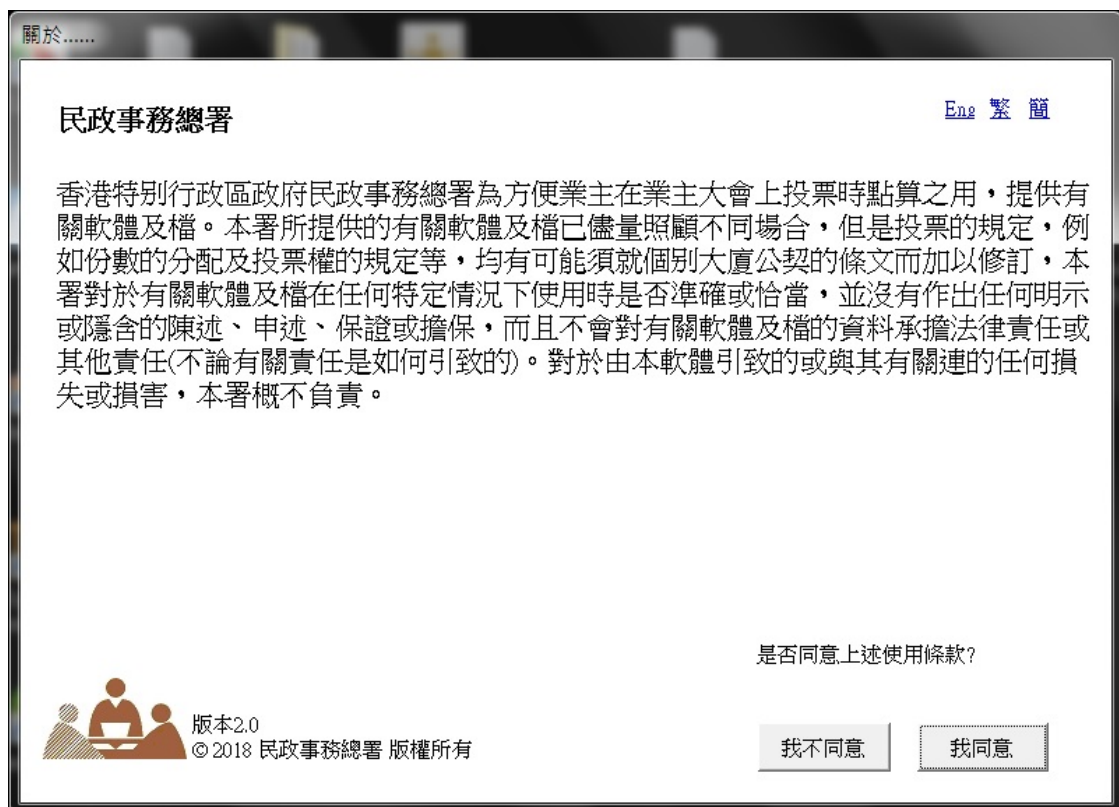 關於......
民政事務總署
Eng 繁 簡
香港特別行政區政府民政事務總署為方便業主在業主大會上投票時點算之用，提供有
關軟體及檔。本署所提供的有關軟體及檔已儘量照顧不同場合，但是投票的規定，例
如份數的分配及投票權的規定等，均有可能須就個別大廈公契的條文而加以修訂，本
署對於有關軟體及檔在任何特定情況下使用時是否準確或恰當，並沒有作出任何明示
或隱含的陳述、申述、保證或擔保，而且不會對有關軟體及檔的資料承擔法律責任或
其他責任(不論有關責任是如何引致的)。對於由本軟體引致的或與其有關連的任何損
失或損害，本署概不負責。
是否同意上述使用條款?
版本2.0
© 2018 民政事務總署 版權所有
我不同意
我同意